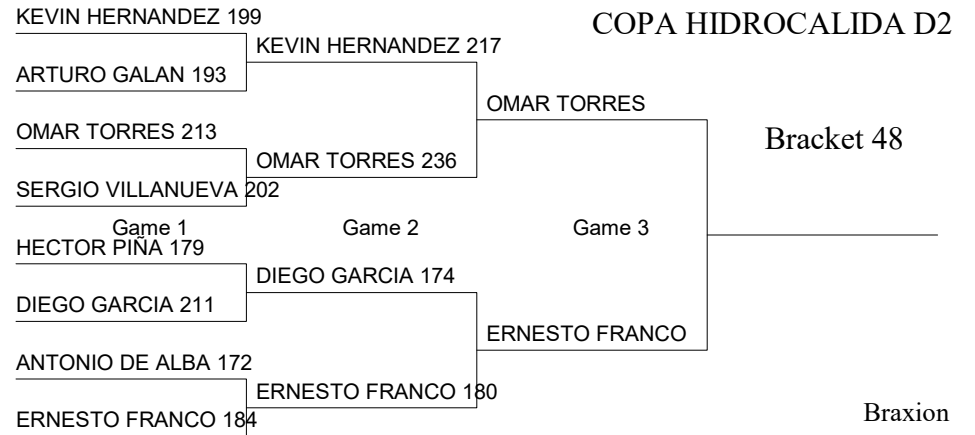 COPA HIDROCALIDA D2
Bracket 48
KEVIN HERNANDEZ 199
ARTURO GALAN 193
OMAR TORRES 213
SERGIO VILLANUEVA 202
HECTOR PIÑA 179
DIEGO GARCIA 211
ANTONIO DE ALBA 172
ERNESTO FRANCO 184
Game 1
KEVIN HERNANDEZ 217
OMAR TORRES 236
DIEGO GARCIA 174
ERNESTO FRANCO 180
Game 2
OMAR TORRES
ERNESTO FRANCO
Game 3
Braxion